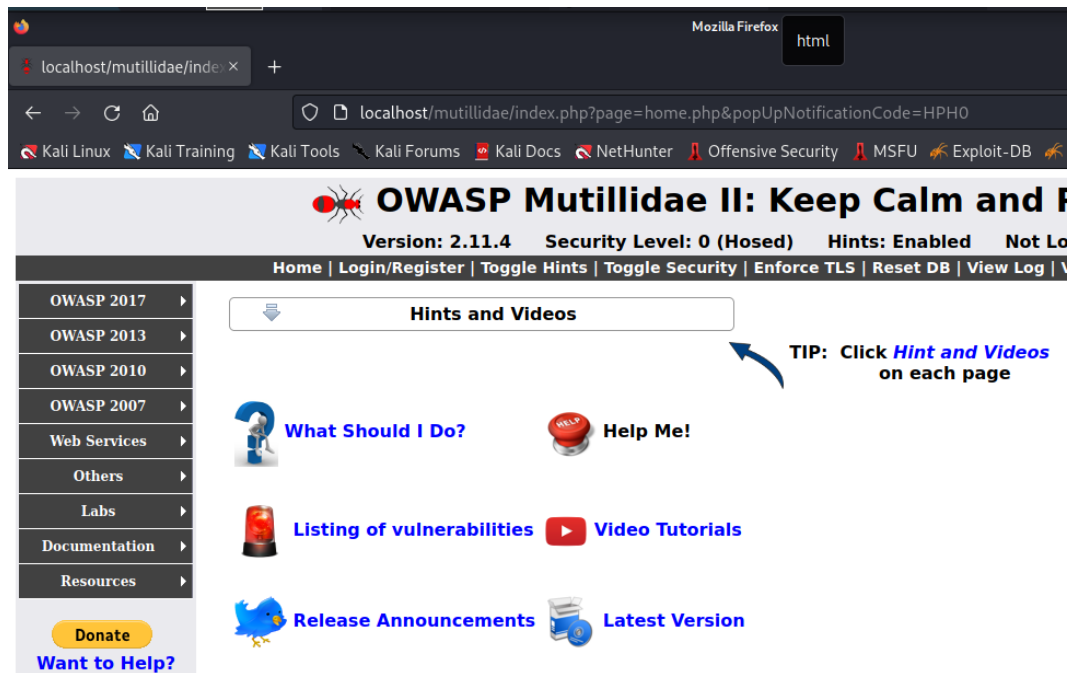 Mozilla Firefox
html
localhost/mutillidae/inde
localhost/mutillidae/index.php?page=home.php&popUpNotificationCode=HPH0
Kali Linux Kali Training Kali Tools Kali Forums Kali Docs NetHunter Offensive Security MSFU Exploit-DB
OWASP Mutillidae II: Keep Calm and
Version: 2.11.4 Security Level: 0 (Hosed) Hints: Enabled Not Lo
Home | Login/Register | Toggle Hints | Toggle Security | Enforce TLS | Reset DB | View Log |
OWASP 2017
OWASP 2013
OWASP 2010
OWASP 2007
Web Services
Others
Labs
Documentation
Resources
Donate
Want to Help?
Hints and Videos
TIP: Click Hint and Videos
on each page
What Should I Do?
HELP
Help Me!
Listing of vulnerabilities
Video Tutorials
Release Announcements
Latest Version